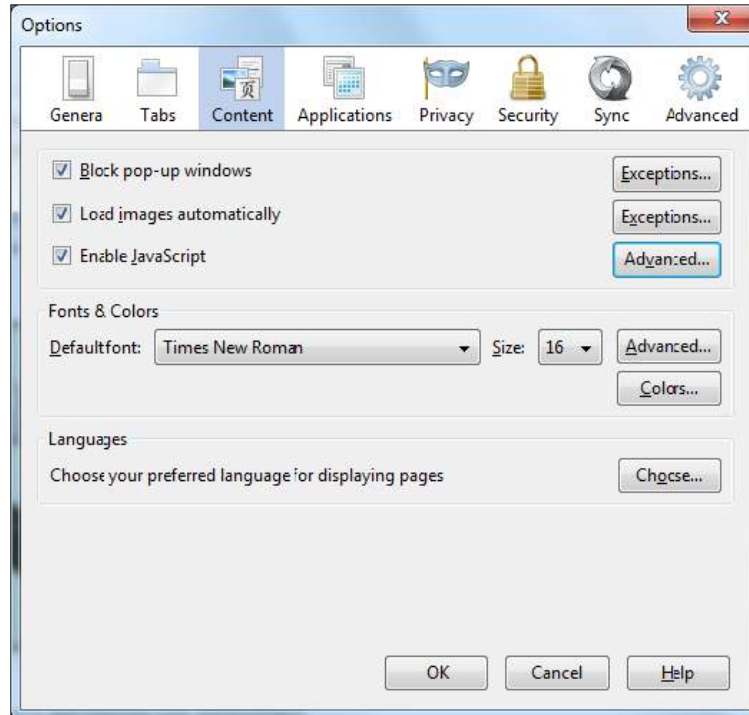 Options
Genera Tabs Content Applications Privacy Security Sync Advanced
Block pop-up windows Exceptions...
Load images automatically Exceptions...
Enable JavaScript Advanced...
Fonts & Colors
Default font: Times New Roman Size: 16 Advanced...
Colors...
Languages
Choose your preferred language for displaying pages Choose...
OK Cancel Help